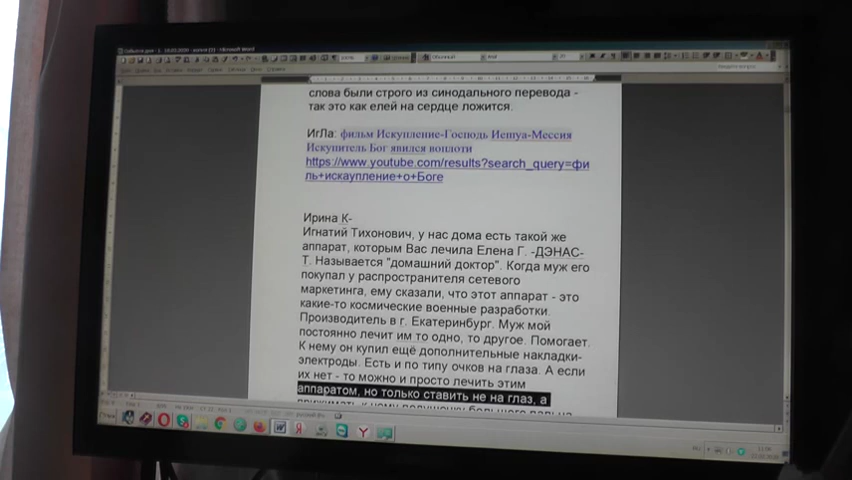 слова были строго из синодального перевода -
так это как елей на сердце ложится.
ИгЛа: фильм Искупление-Господь Иешуа-Мессия
Искупитель Бог явился воплоти
https://www.youtube.com/results?search_query=фи
ль+искаупление+о+Боге
Ирина К-
Игнатий Тихонович, у нас дома есть такой же
аппарат, которым Вас лечила Елена Г. -ДЭНАС-
Т. Называется "домашний доктор". Когда муж его
покупал у распространителя сетевого
маркетинга, ему сказали, что этот аппарат - это
какие-то космические военные разработки.
Производитель в г. Екатеринбург. Муж мой
постоянно лечит им то одно, то другое. Помогает.
К нему он купил ещё дополнительные накладки-
электроды. Есть и по типу очков на глаза. А если
их нет - то можно и просто лечить этим
аппаратом, но только ставить не на глаз, а